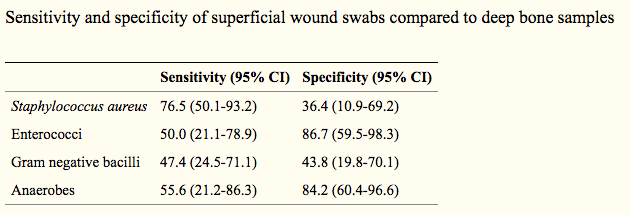 Sensitivity and specificity of superficial wound swabs compared to deep bone samples
Sensitivity (95% CI) Specificity (95% CI)
Staphylococcus aureus 76.5 (50.1-93.2) 36.4 (10.9-69.2)
Enterococci 50.0 (21.1-78.9) 86.7 (59.5-98.3)
Gram negative bacilli 47.4 (24.5-71.1) 43.8 (19.8-70.1)
Anaerobes 55.6 (21.2-86.3) 84.2 (60.4-96.6)